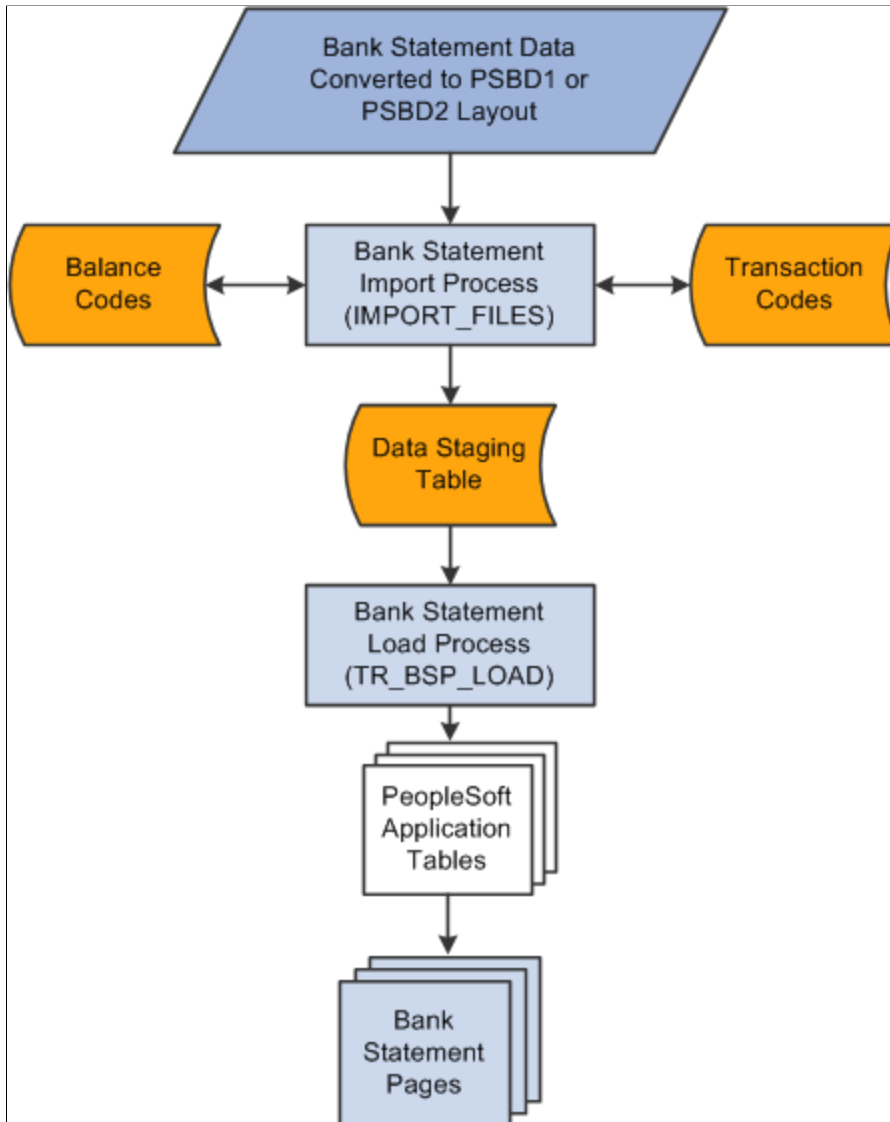 Bank Statement Data
Converted to PSBD1 or
PSBD2 Layout
Balance
Codes
Bank Statement
Import Process
(IMPORT_FILES)
Transaction
Codes
Data Staging
Table
Bank Statement
Load Process
(TR_BSP_LOAD)
PeopleSoft
Application
Tables
Bank
Statement
Pages